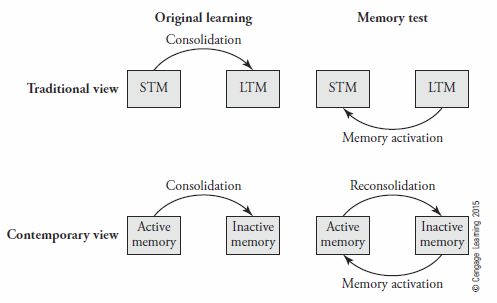 Original learning
Memory test
Consolidation
Traditional view
STM
LTM
STM
LTM
Memory activation
Consolidation
Reconsolidation
Contemporary view
Active
memory
Inactive
memory
Active
memory
Inactive
memory
Memory activation
© Cengage Learning 2015